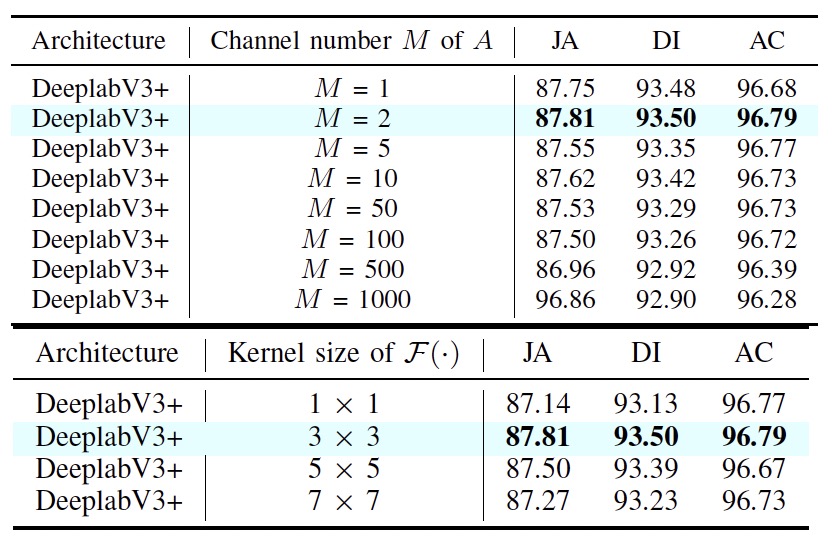 Architecture Channel number M of A JA DI AC
DeeplabV3+ M = 1 87.75 93.48 96.68
DeeplabV3+ M = 2 87.81 93.50 96.79
DeeplabV3+ M = 5 87.55 93.35 96.77
DeeplabV3+ M = 10 87.62 93.42 96.73
DeeplabV3+ M = 50 87.53 93.29 96.73
DeeplabV3+ M = 100 87.50 93.26 96.72
DeeplabV3+ M = 500 86.96 92.92 96.39
DeeplabV3+ M = 1000 96.86 92.90 96.28
Architecture Kernel size of ℱ(·) JA DI AC
DeeplabV3+ 1 × 1 87.14 93.13 96.77
DeeplabV3+ 3 × 3 87.81 93.50 96.79
DeeplabV3+ 5 × 5 87.50 93.39 96.67
DeeplabV3+ 7 × 7 87.27 93.23 96.73